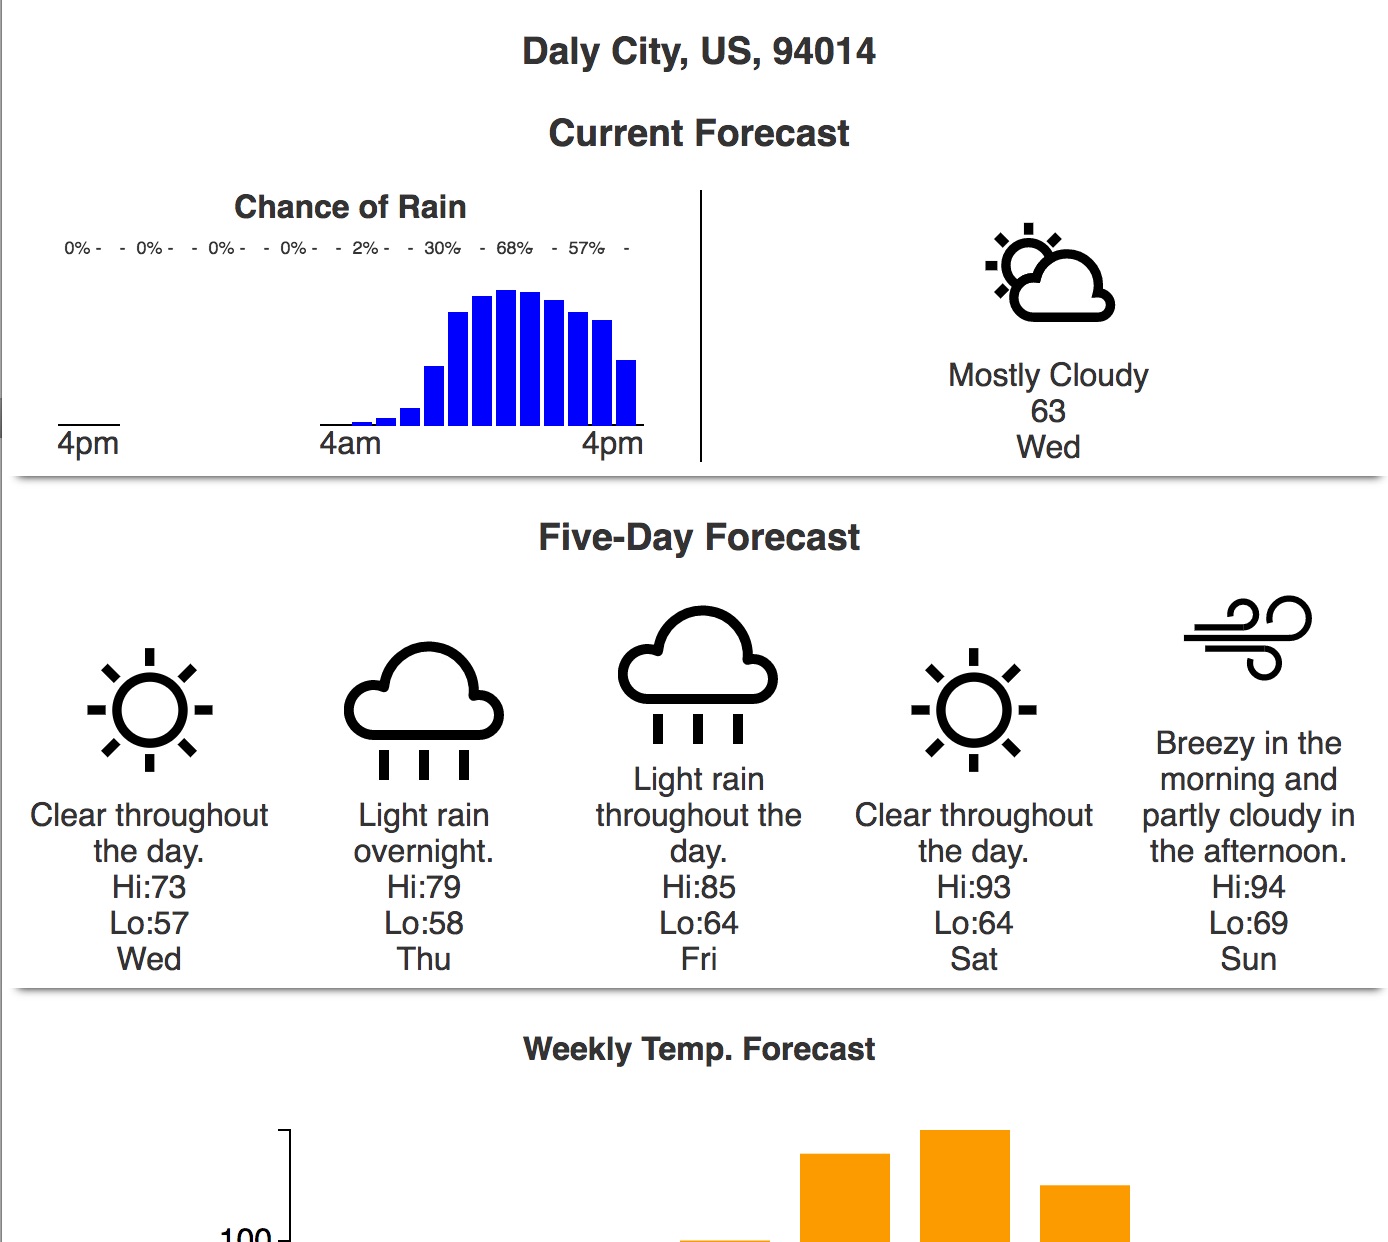 Daly City, US, 94014
Current Forecast
Chance of Rain
0% - - 0% - - 0% - - 0% - - 2% - - 30% - 68% - 57% -
4pm 4am 4pm
Mostly Cloudy
63
Wed
Five-Day Forecast
Clear throughout
the day.
Hi:73
Lo:57
Wed
Light rain
overnight.
Hi:79
Lo:58
Thu
Light rain
throughout the
day.
Hi:85
Lo:64
Fri
Clear throughout
the day.
Hi:93
Lo:64
Sat
Breezy in the
morning and
partly cloudy in
the afternoon.
Hi:94
Lo:69
Sun
Weekly Temp. Forecast
100